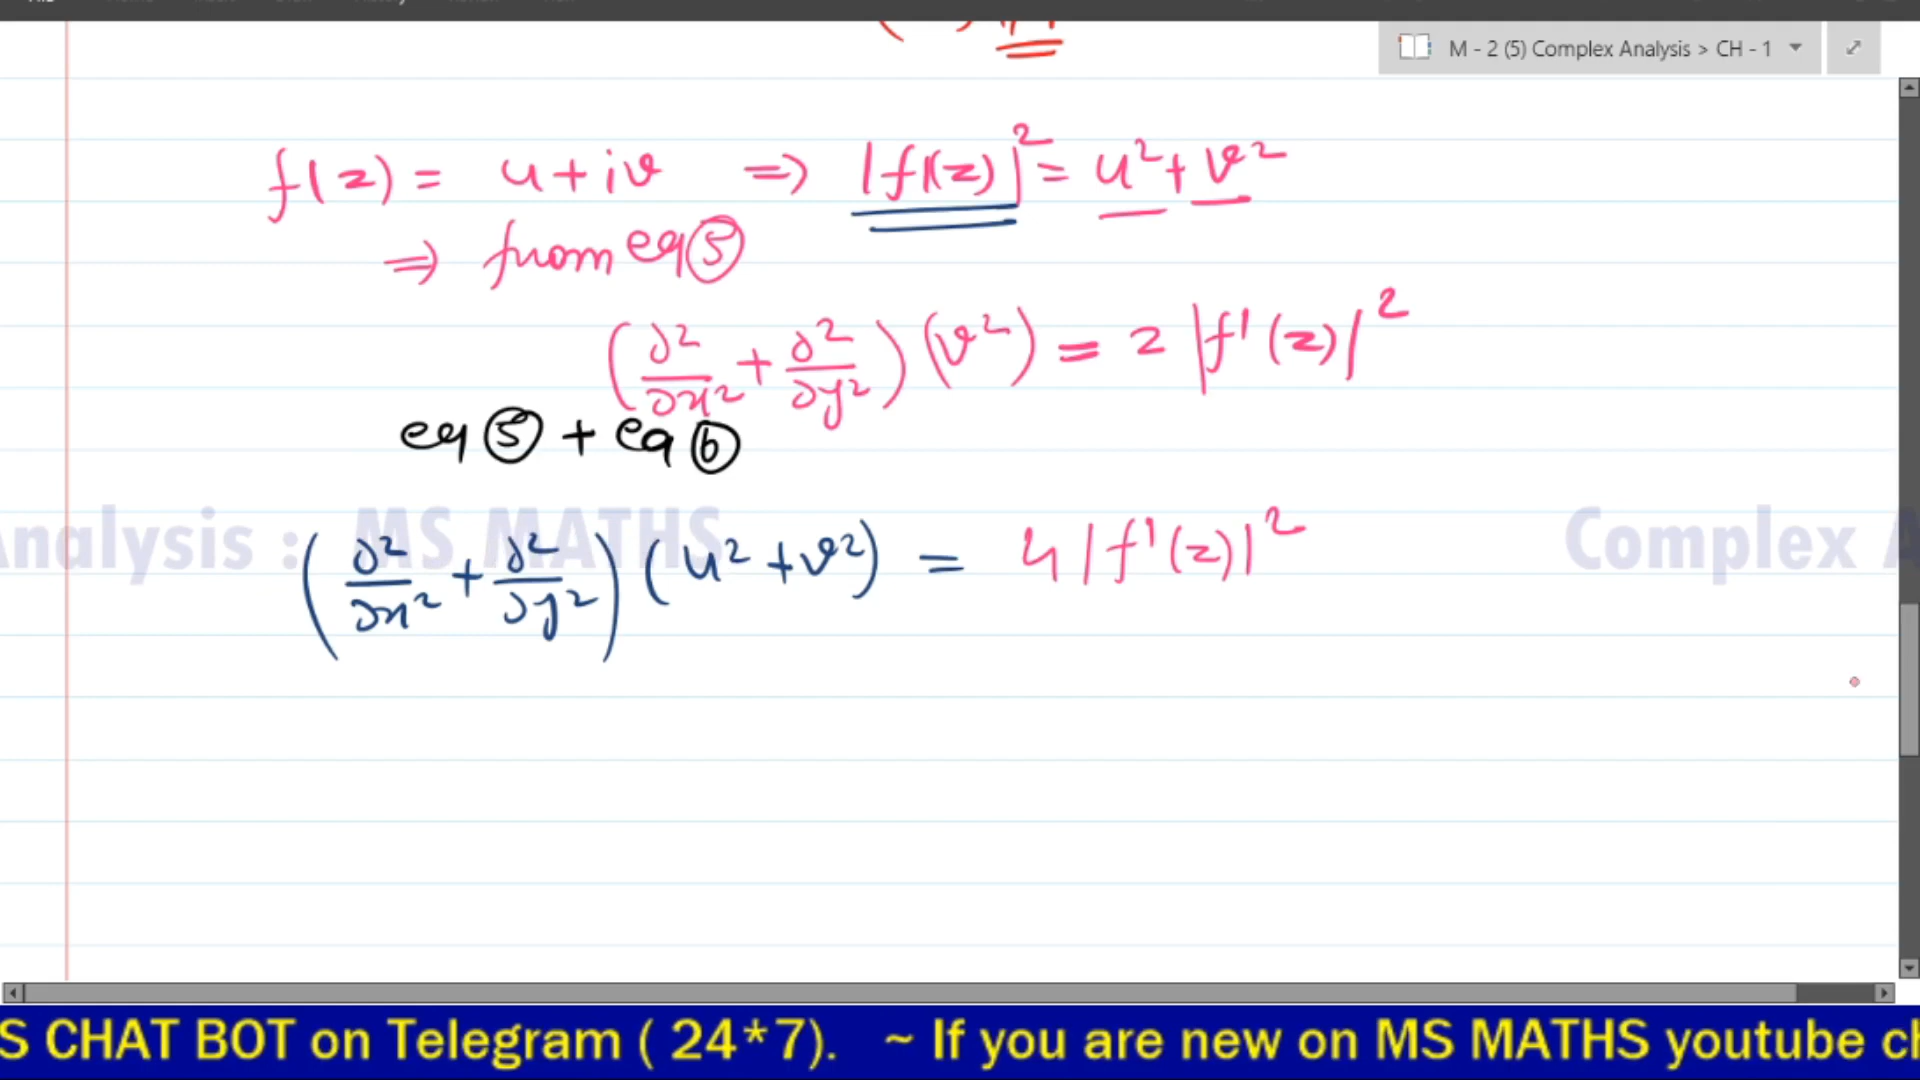 M - 2 (5) Complex Analysis > CH - 1
f(z) = u + iv ⇒ |f(z)|² = u² + v²
⇒ from eq ⑤
(∂²/∂x² + ∂²/∂y²) (v²) = 2 |f'(z)|²
eq ⑤ + eq ⑥
nalysis : MS MATHS Complex A
(∂²/∂x² + ∂²/∂y²) (u² + v²) = 4 |f'(z)|²
S CHAT BOT on Telegram ( 24*7). ~ If you are new on MS MATHS youtube ch